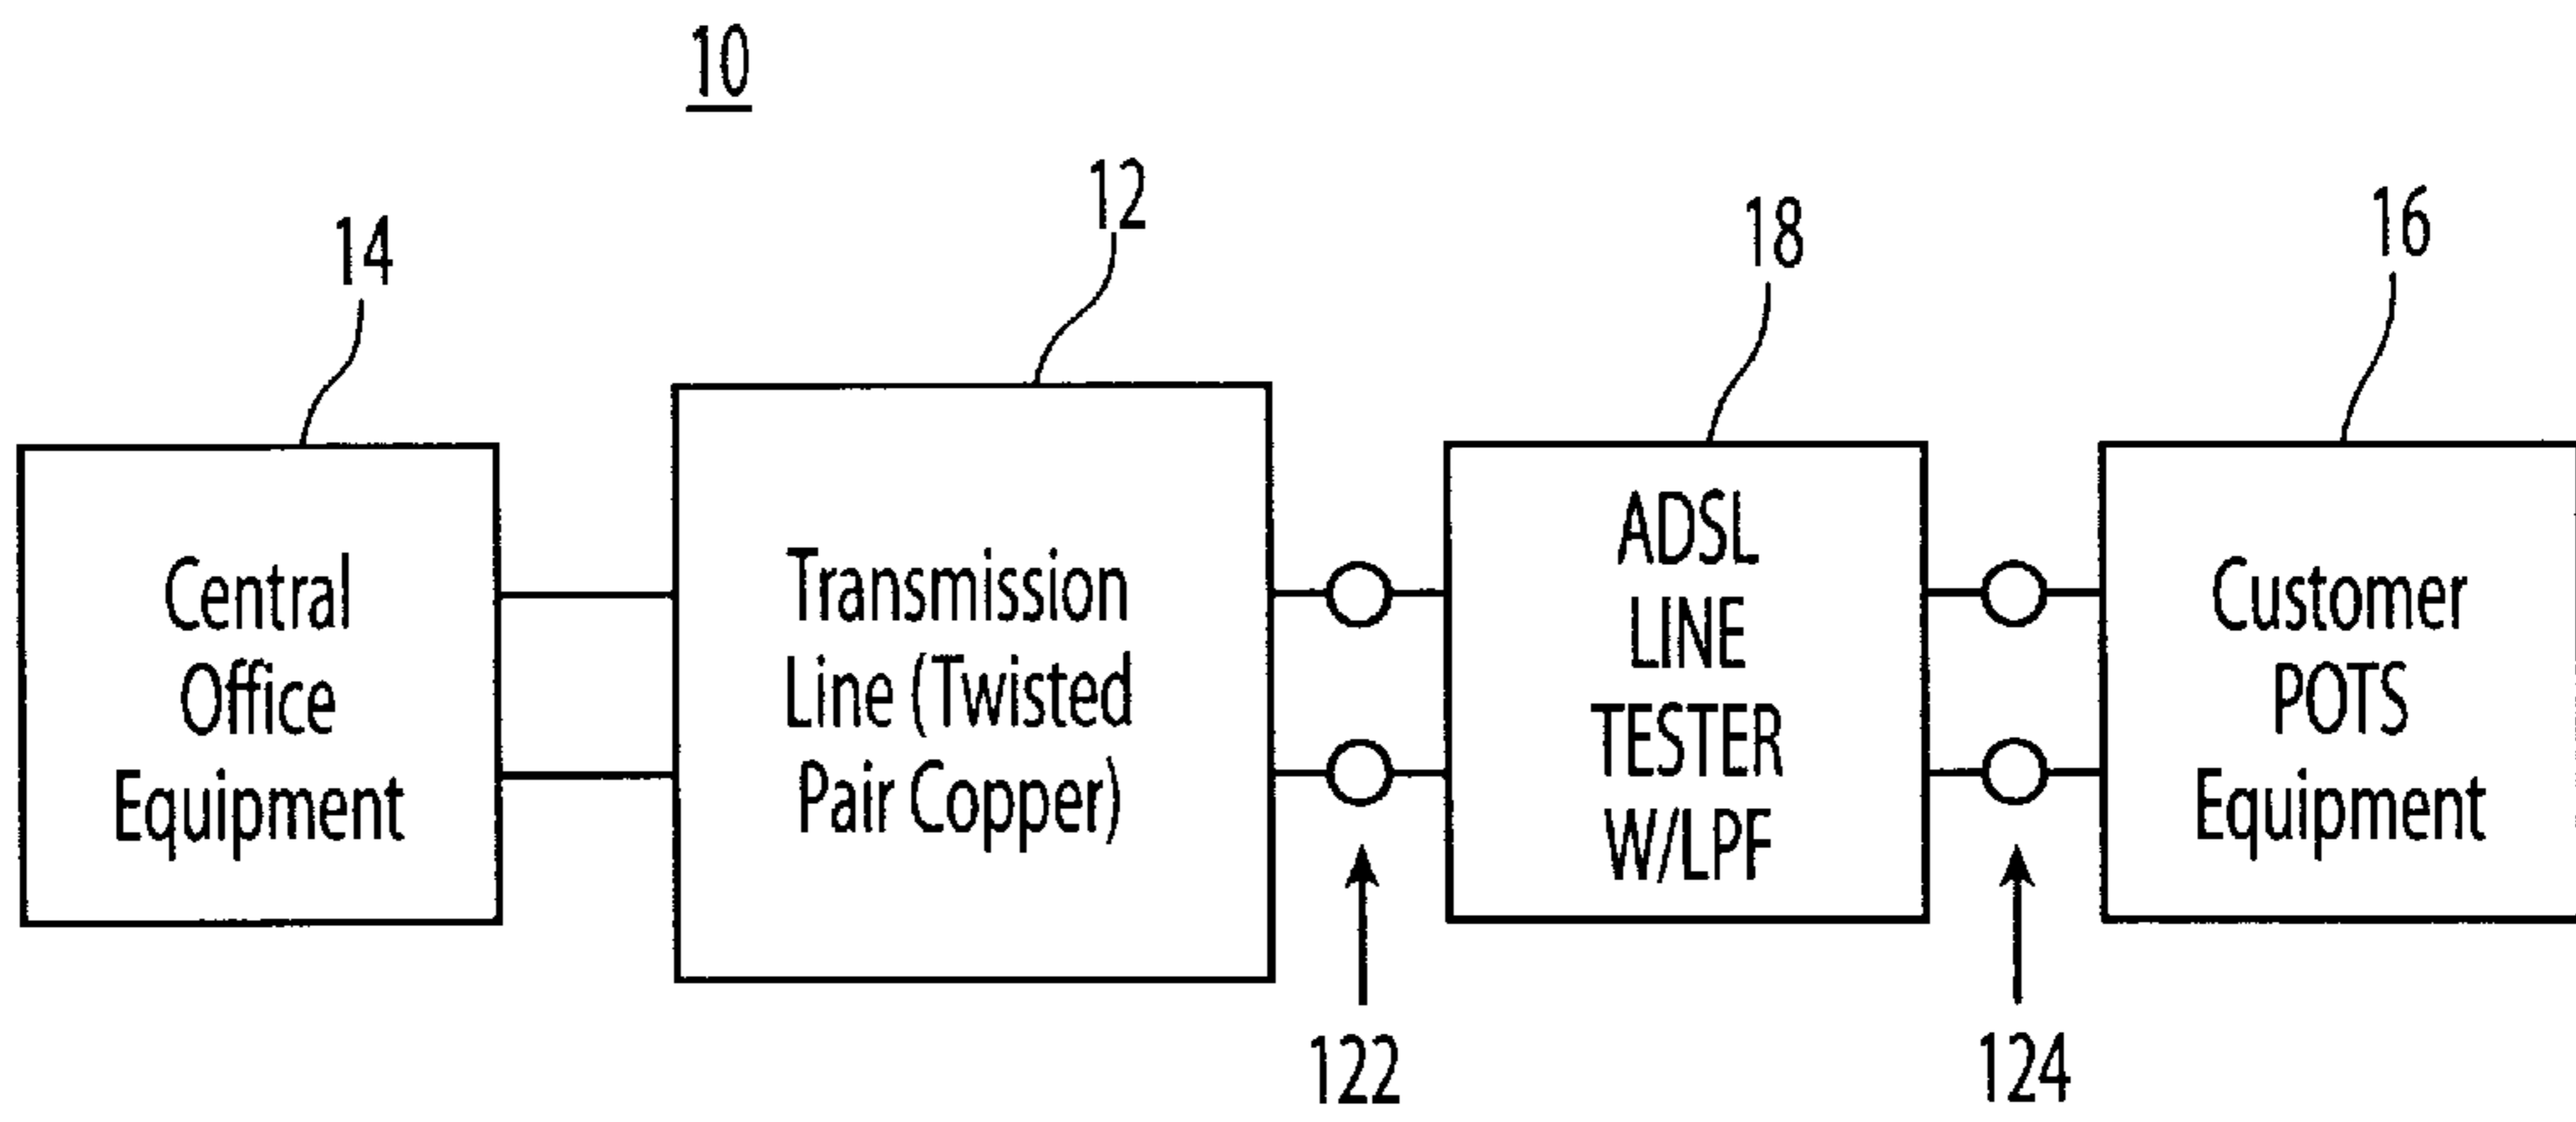 10
14
12
18
16
Central
Office
Equipment
Transmission
Line (Twisted
Pair Copper)
ADSL
LINE
TESTER
W/LPF
Customer
POTS
Equipment
122
124